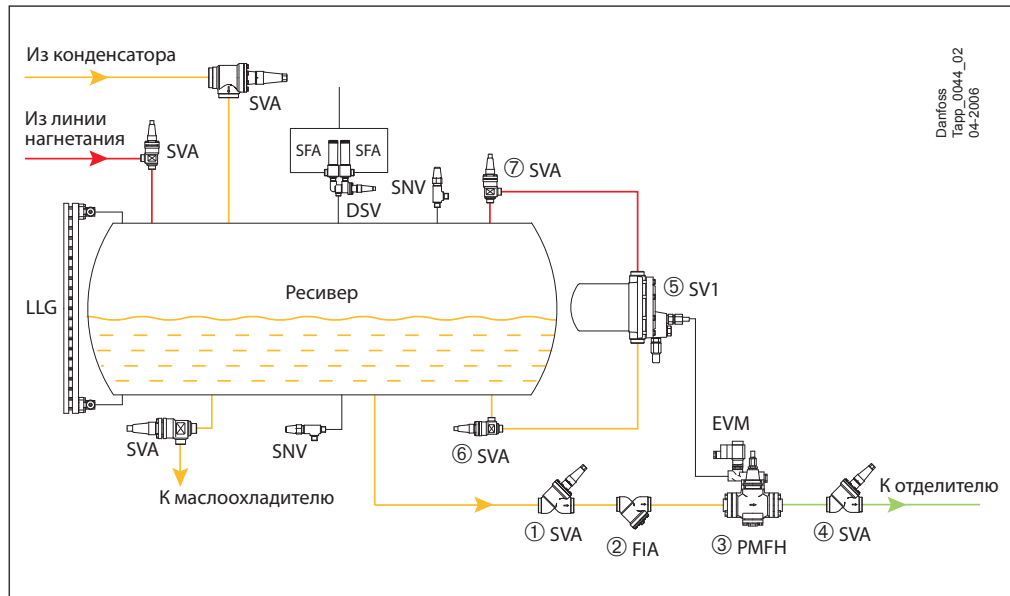 Из конденсатора
SVA
Danfoss
Tapp_0044_02
04-2006
Из линии
нагнетания
SVA
SFA SFA
DSV
SNV
⑦ SVA
LLG
Ресивер
⑤ SV1
SVA
SNV
⑥ SVA
EVM
К маслоохладителю
К отделителю
① SVA
② FIA
③ PMFH
④ SVA